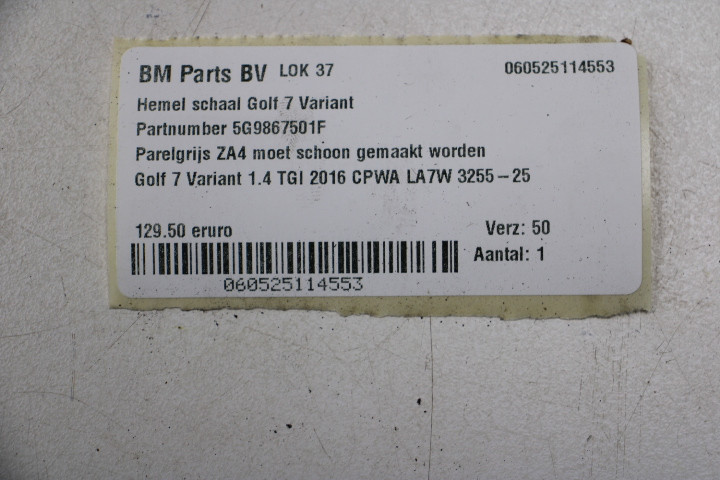 BM Parts BV LOK 37 060525114553
Hemel schaal Golf 7 Variant
Partnumber 5G9867501F
Parelgrijs ZA4 moet schoon gemaakt worden
Golf 7 Variant 1.4 TGI 2016 CPWA LA7W 3255-25
129.50 eruro Verz: 50
Aantal: 1
060525114553